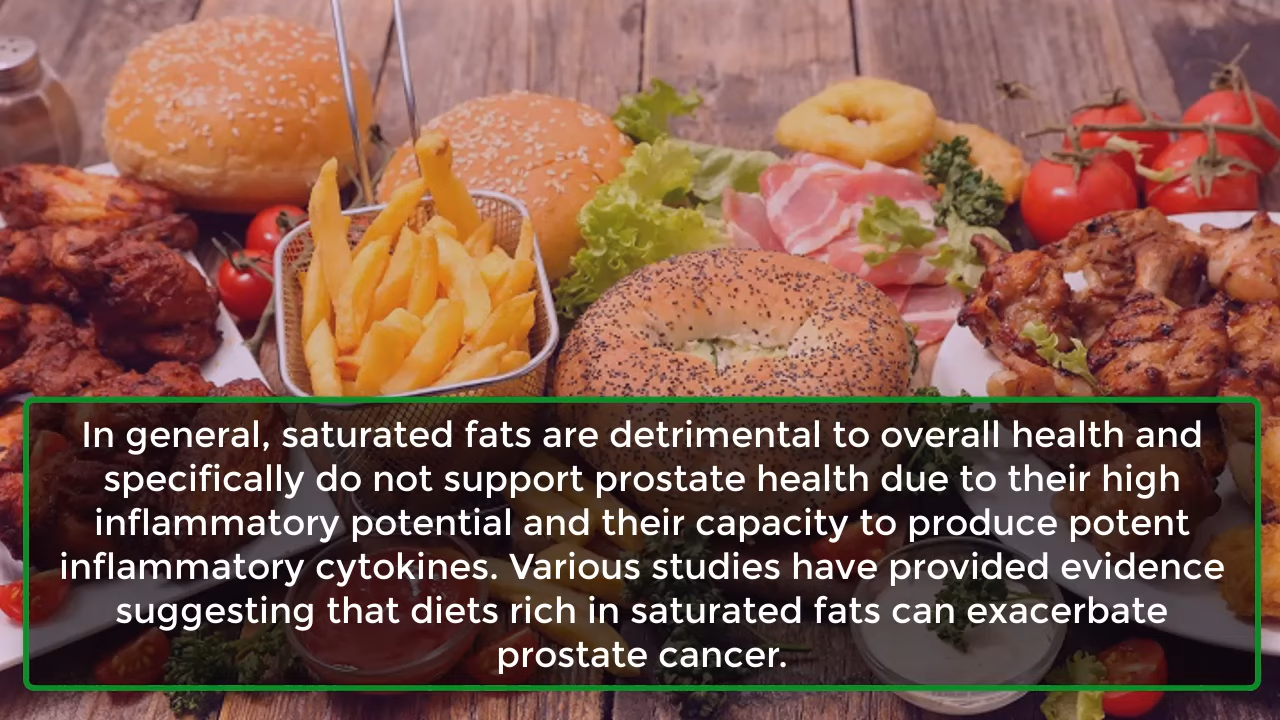 In general, saturated fats are detrimental to overall health and
specifically do not support prostate health due to their high
inflammatory potential and their capacity to produce potent
inflammatory cytokines. Various studies have provided evidence
suggesting that diets rich in saturated fats can exacerbate
prostate cancer.